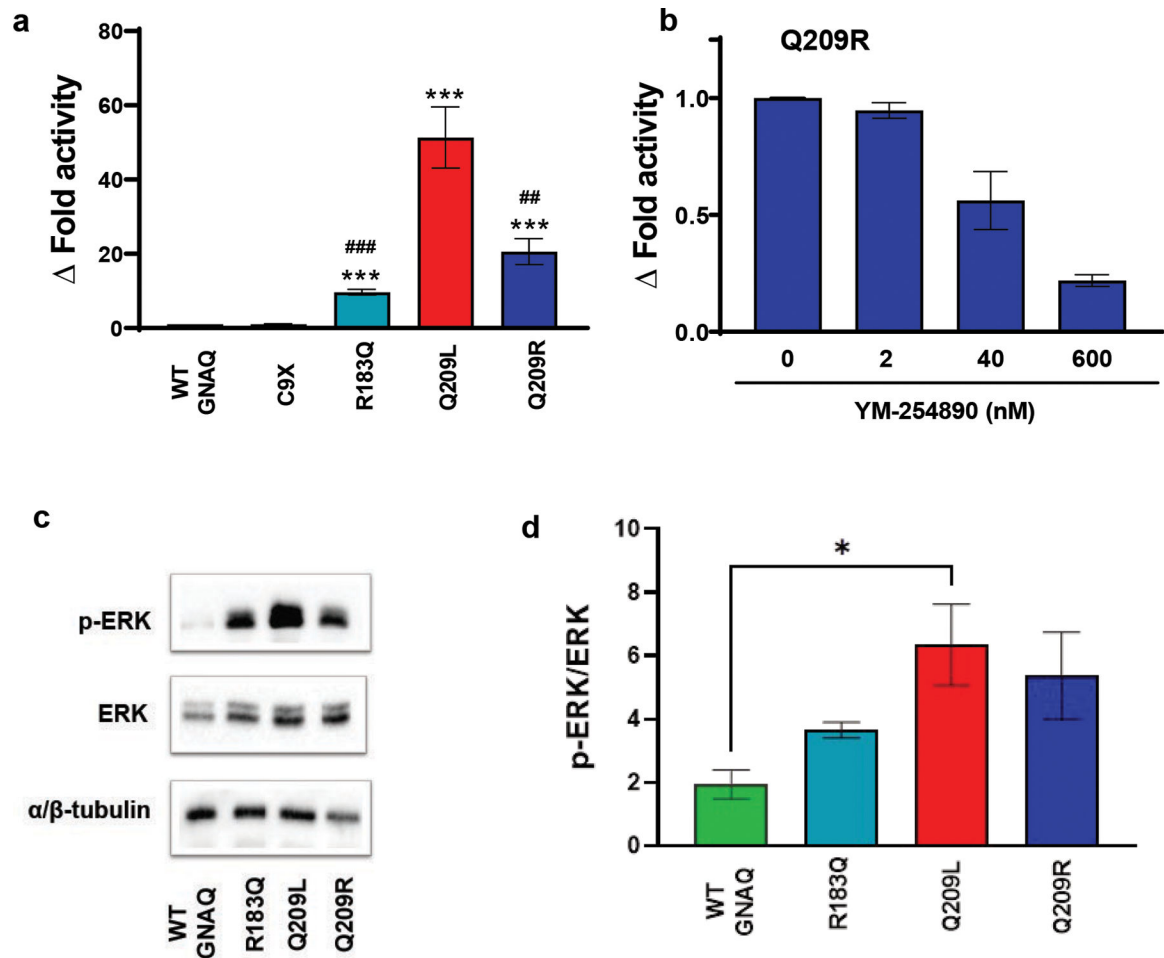 a
80
60
40
20
0
Δ Fold activity
***
###
***
##
***
WT
GNAQ
C9X
R183Q
Q209L
Q209R
b
Q209R
1.0
0.5
0.0
Δ Fold activity
0 2 40 600
YM-254890 (nM)
c
p-ERK
ERK
α/β-tubulin
WT
GNAQ
R183Q
Q209L
Q209R
d
10
8
6
4
2
0
p-ERK/ERK
*
WT
GNAQ
R183Q
Q209L
Q209R